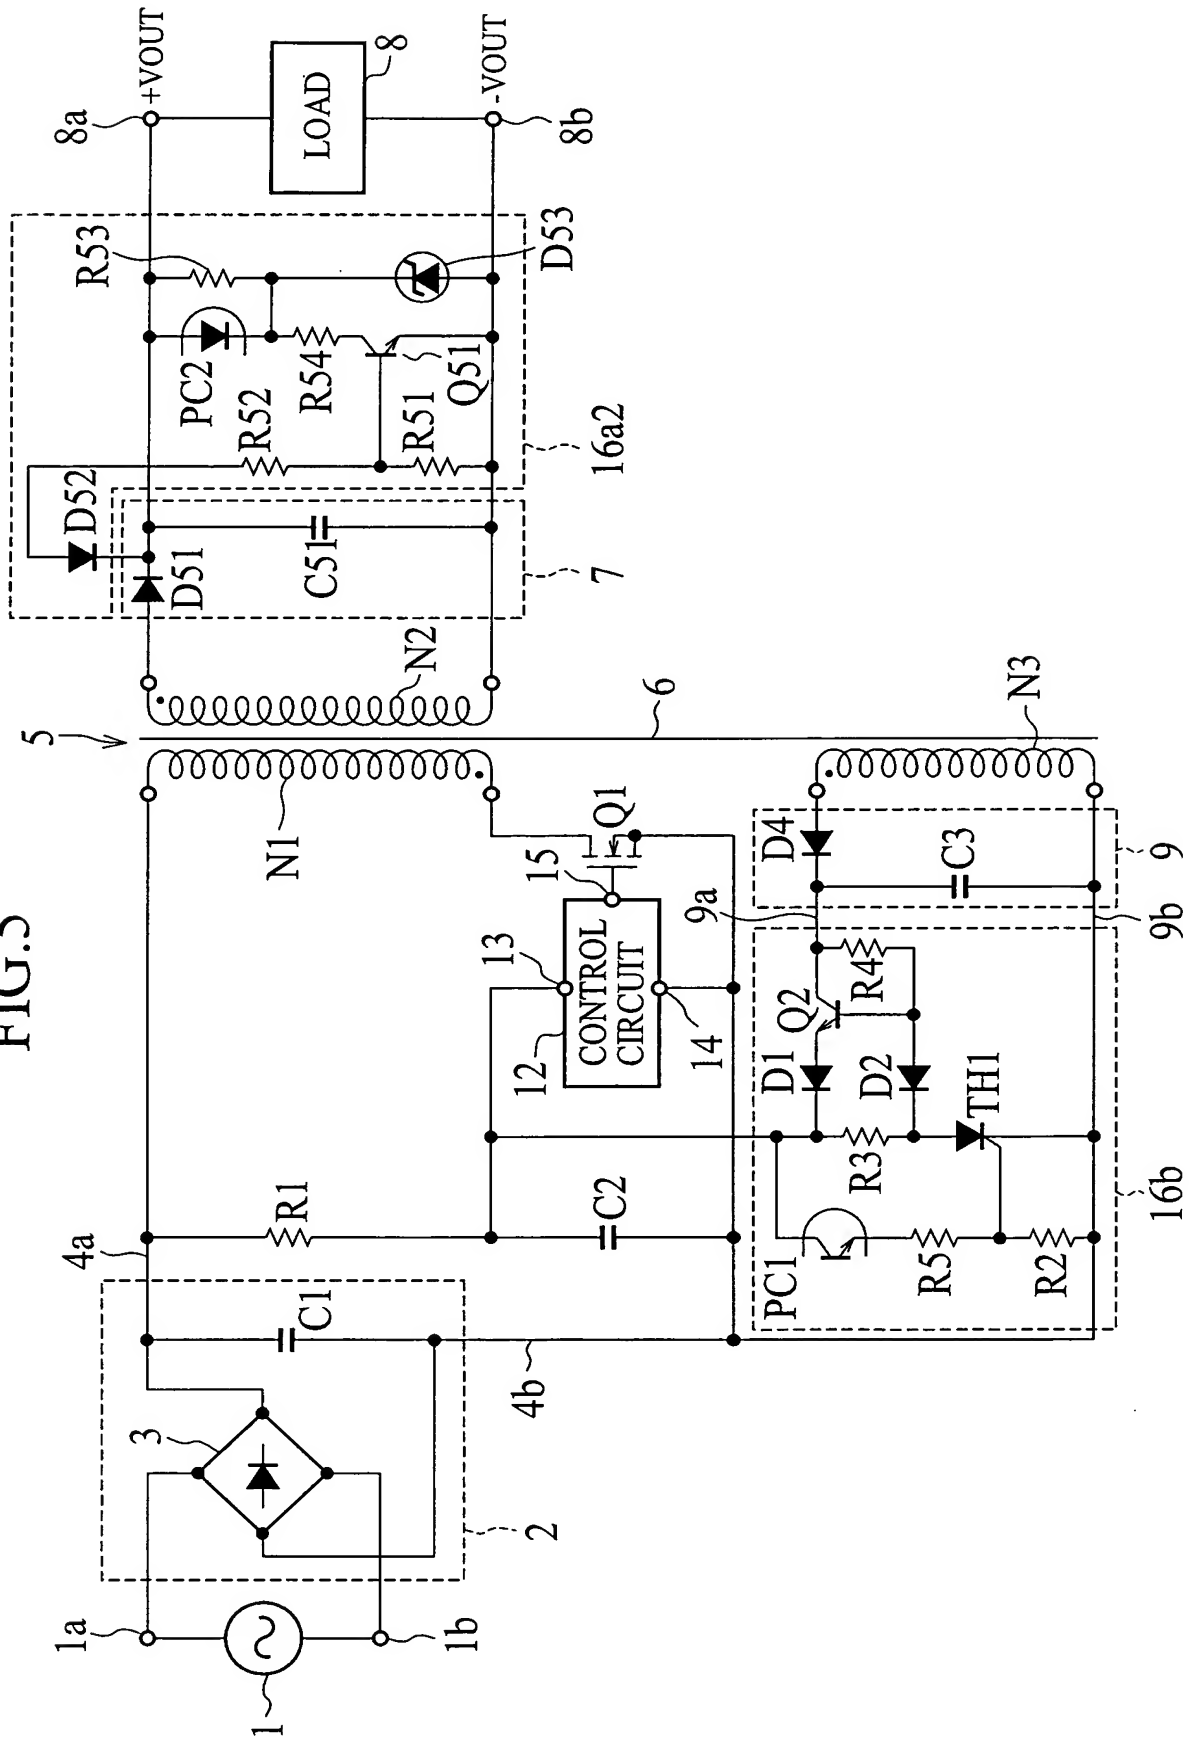 FIG.5
5
1a
4a
8a
+VOUT
D52
R53
3
D51
PC2
1
C1
R1
N1
R52
C51
R54
LOAD
8
N2
R51
Q51
1b
2
4b
12
13
15
CONTROL
CIRCUIT
14
C2
Q1
7
16a2
D53
8b
-VOUT
6
9a
PC1
D1
Q2
D4
R3
D2
R4
R5
TH1
C3
R2
N3
16b
9b
9